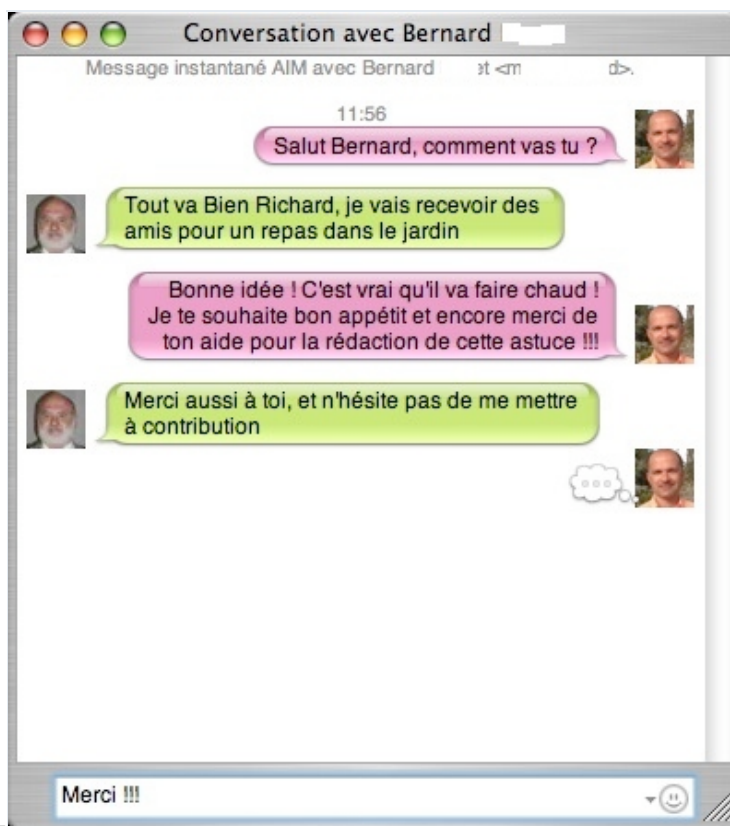 Conversation avec Bernard
Message instantané AIM avec Bernard et <m d>.
11:56
Salut Bernard, comment vas tu ?
Tout va Bien Richard, je vais recevoir des
amis pour un repas dans le jardin
Bonne idée ! C'est vrai qu'il va faire chaud !
Je te souhaite bon appétit et encore merci de
ton aide pour la rédaction de cette astuce !!!
Merci aussi à toi, et n'hésite pas de me mettre
à contribution
Merci !!!